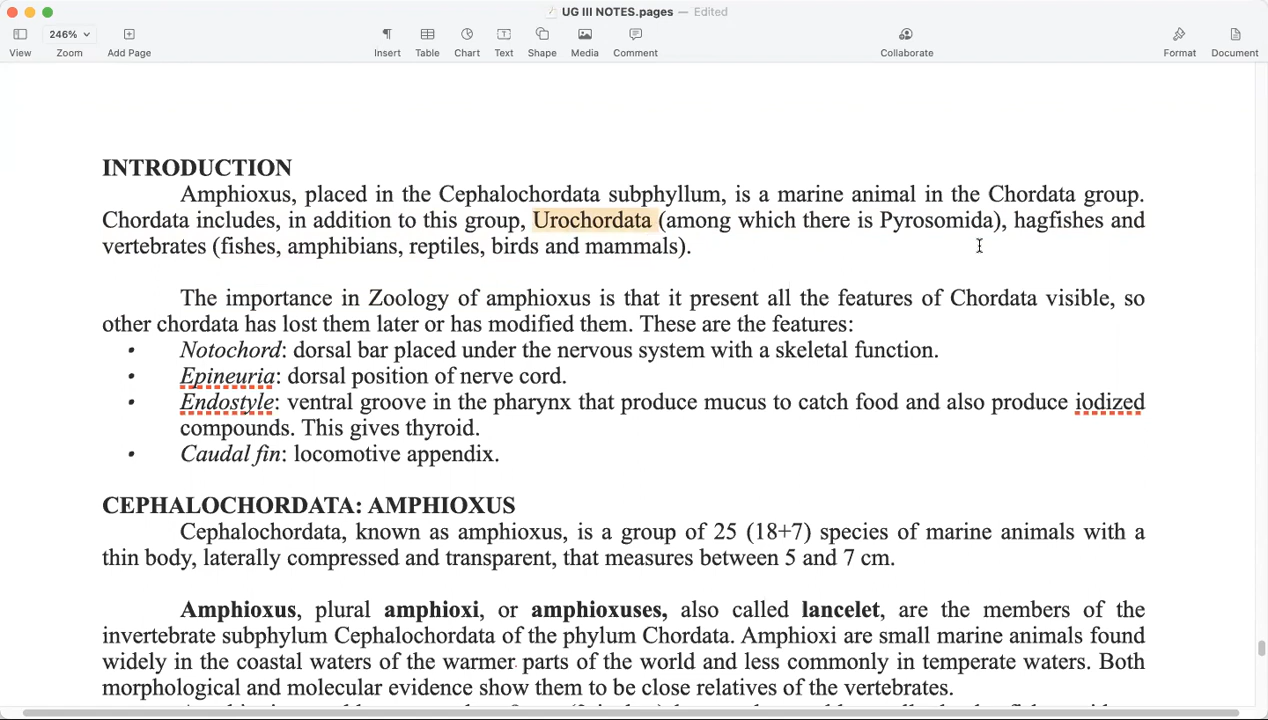 UG III NOTES.pages — Edited
246%
View Zoom Add Page Insert Table Chart Text Shape Media Comment Collaborate Format Document
INTRODUCTION
Amphioxus, placed in the Cephalochordata subphyllum, is a marine animal in the Chordata group.
Chordata includes, in addition to this group, Urochordata (among which there is Pyrosomida), hagfishes and
vertebrates (fishes, amphibians, reptiles, birds and mammals).
The importance in Zoology of amphioxus is that it present all the features of Chordata visible, so
other chordata has lost them later or has modified them. These are the features:
• Notochord: dorsal bar placed under the nervous system with a skeletal function.
• Epineuria: dorsal position of nerve cord.
• Endostyle: ventral groove in the pharynx that produce mucus to catch food and also produce iodized
compounds. This gives thyroid.
• Caudal fin: locomotive appendix.
CEPHALOCHORDATA: AMPHIOXUS
Cephalochordata, known as amphioxus, is a group of 25 (18+7) species of marine animals with a
thin body, laterally compressed and transparent, that measures between 5 and 7 cm.
Amphioxus, plural amphioxi, or amphioxuses, also called lancelet, are the members of the
invertebrate subphylum Cephalochordata of the phylum Chordata. Amphioxi are small marine animals found
widely in the coastal waters of the warmer parts of the world and less commonly in temperate waters. Both
morphological and molecular evidence show them to be close relatives of the vertebrates.